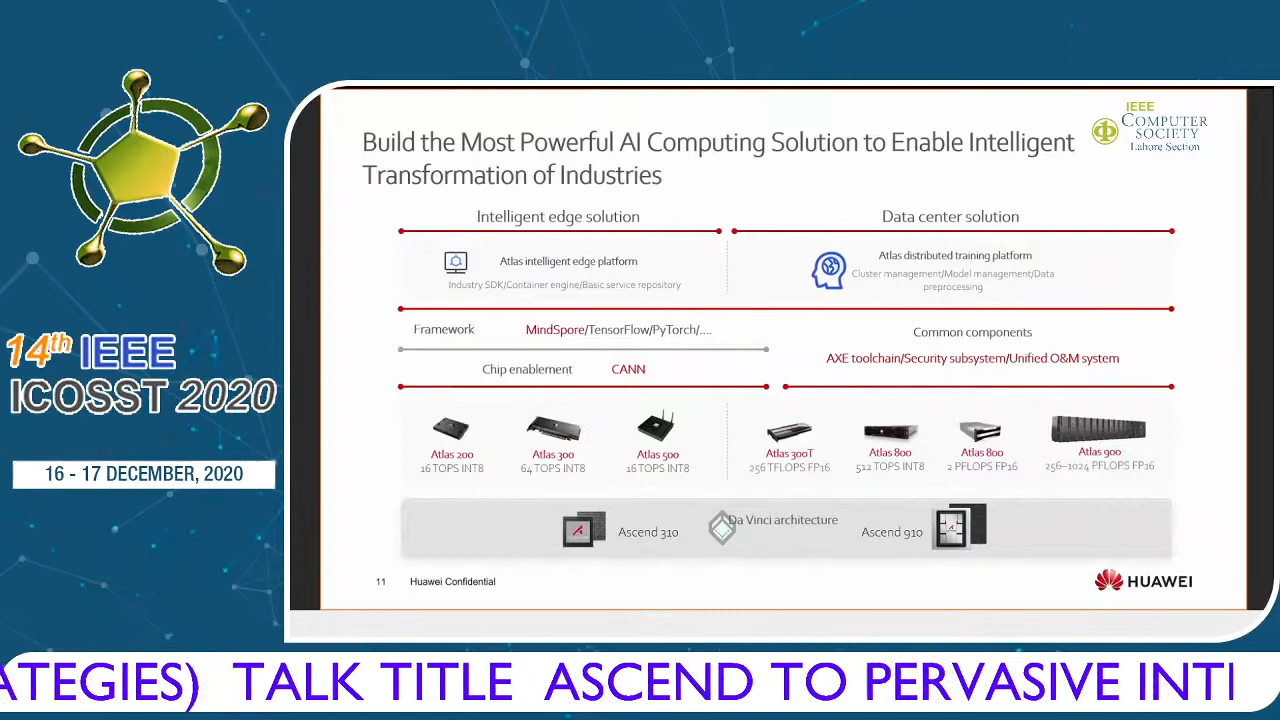 14th IEEE
ICOSST 2020
16 - 17 DECEMBER, 2020
IEEE
COMPUTER
SOCIETY
Lahore Section
Build the Most Powerful AI Computing Solution to Enable Intelligent
Transformation of Industries
Intelligent edge solution
Data center solution
Atlas intelligent edge platform
Industry SDK/Container engine/Basic service repository
Atlas distributed training platform
Cluster management/Model management/Data
preprocessing
Framework MindSpore/TensorFlow/PyTorch/....
Chip enablement CANN
Common components
AXE toolchain/Security subsystem/Unified O&M system
Atlas 200
16 TOPS INT8
Atlas 300
64 TOPS INT8
Atlas 500
16 TOPS INT8
Atlas 300T
256 TFLOPS FP16
Atlas 800
512 TOPS INT8
Atlas 800
2 PFLOPS FP16
Atlas 900
256–1024 PFLOPS FP16
Ascend 310
Da Vinci architecture
Ascend 910
11 Huawei Confidential
HUAWEI
ATEGIES) TALK TITLE ASCEND TO PERVASIVE INTI